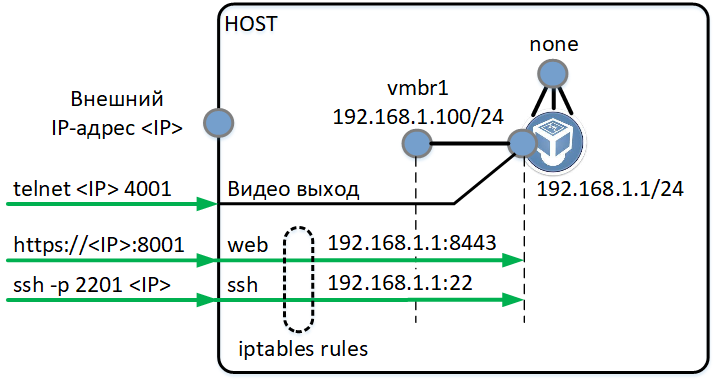 HOST
none
vmbr1
192.168.1.100/24
Внешний
IP-адрес <IP>
192.168.1.1/24
telnet <IP> 4001
Видео выход
https://<IP>:8001
web
192.168.1.1:8443
ssh -p 2201 <IP>
ssh
192.168.1.1:22
iptables rules